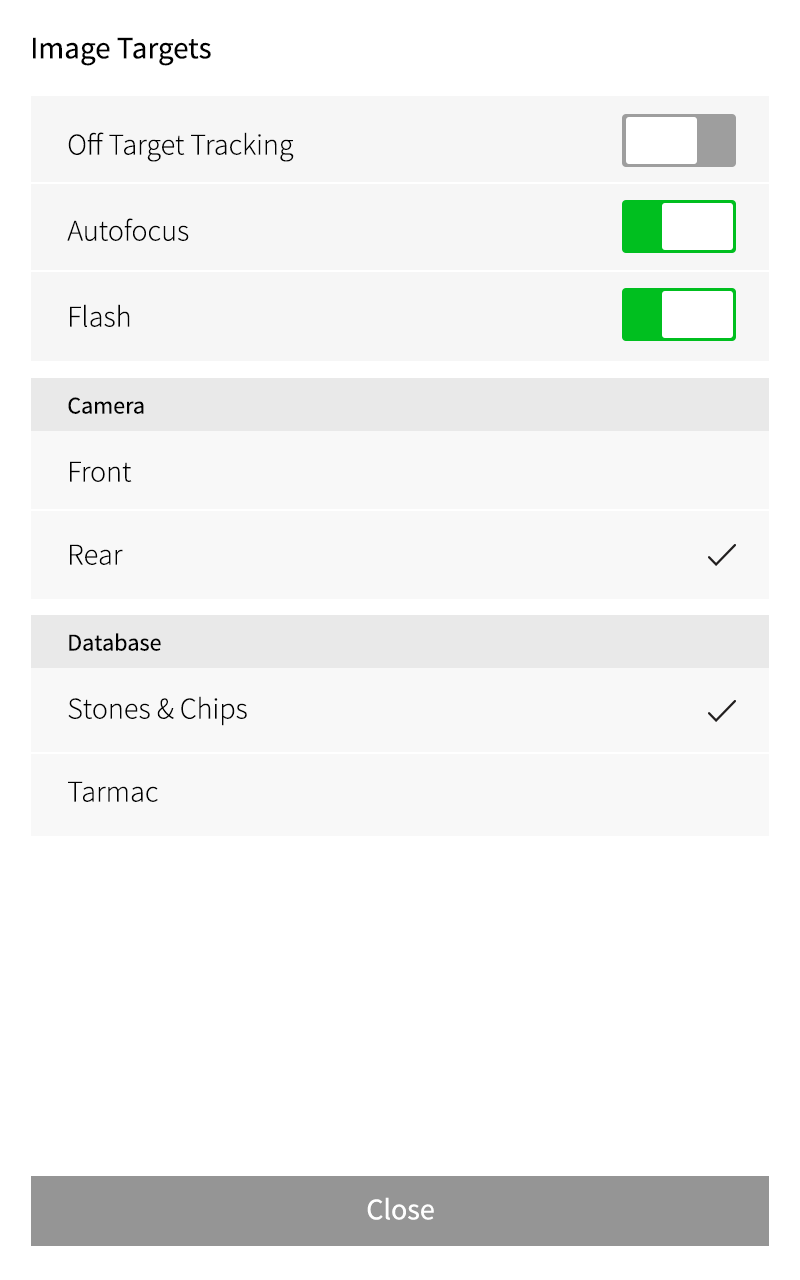 Image Targets
Off Target Tracking
Autofocus
Flash
Camera
Front
Rear
Database
Stones & Chips
Tarmac
Close